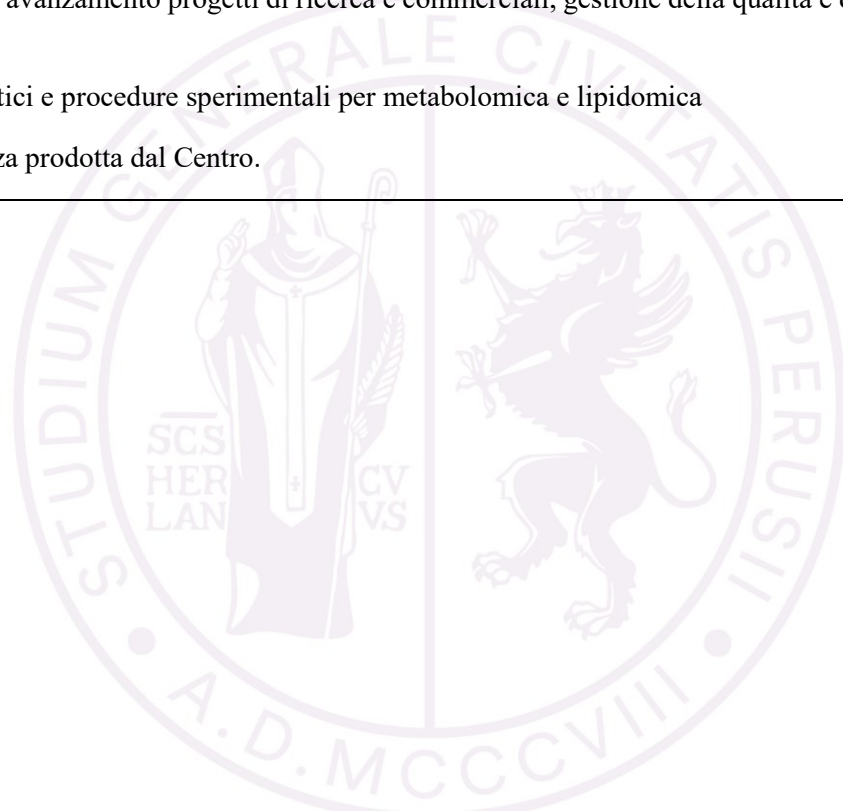 avanzamento progetti di ricerca e commerciali, gestione della qualità e
tici e procedure sperimentali per metabolomica e lipidomica
za prodotta dal Centro.
STUDIUM GENERALE CIVITATIS PERUSII
SCS
HER
LAN
CV
VS
A.D. MCCCVIII